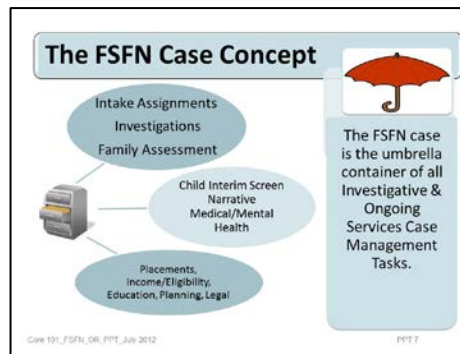 The FSFN Case Concept
Intake Assignments
Investigations
Family Assessment
Child Interim Screen
Narrative
Medical/Mental
Health
Placements,
Income/Eligibility,
Education, Planning, Legal
The FSFN case
is the umbrella
container of all
Investigative &
Ongoing
Services Case
Management
Tasks.
Core 101_FSFN_OR_PPT_July 2012
PPT 7